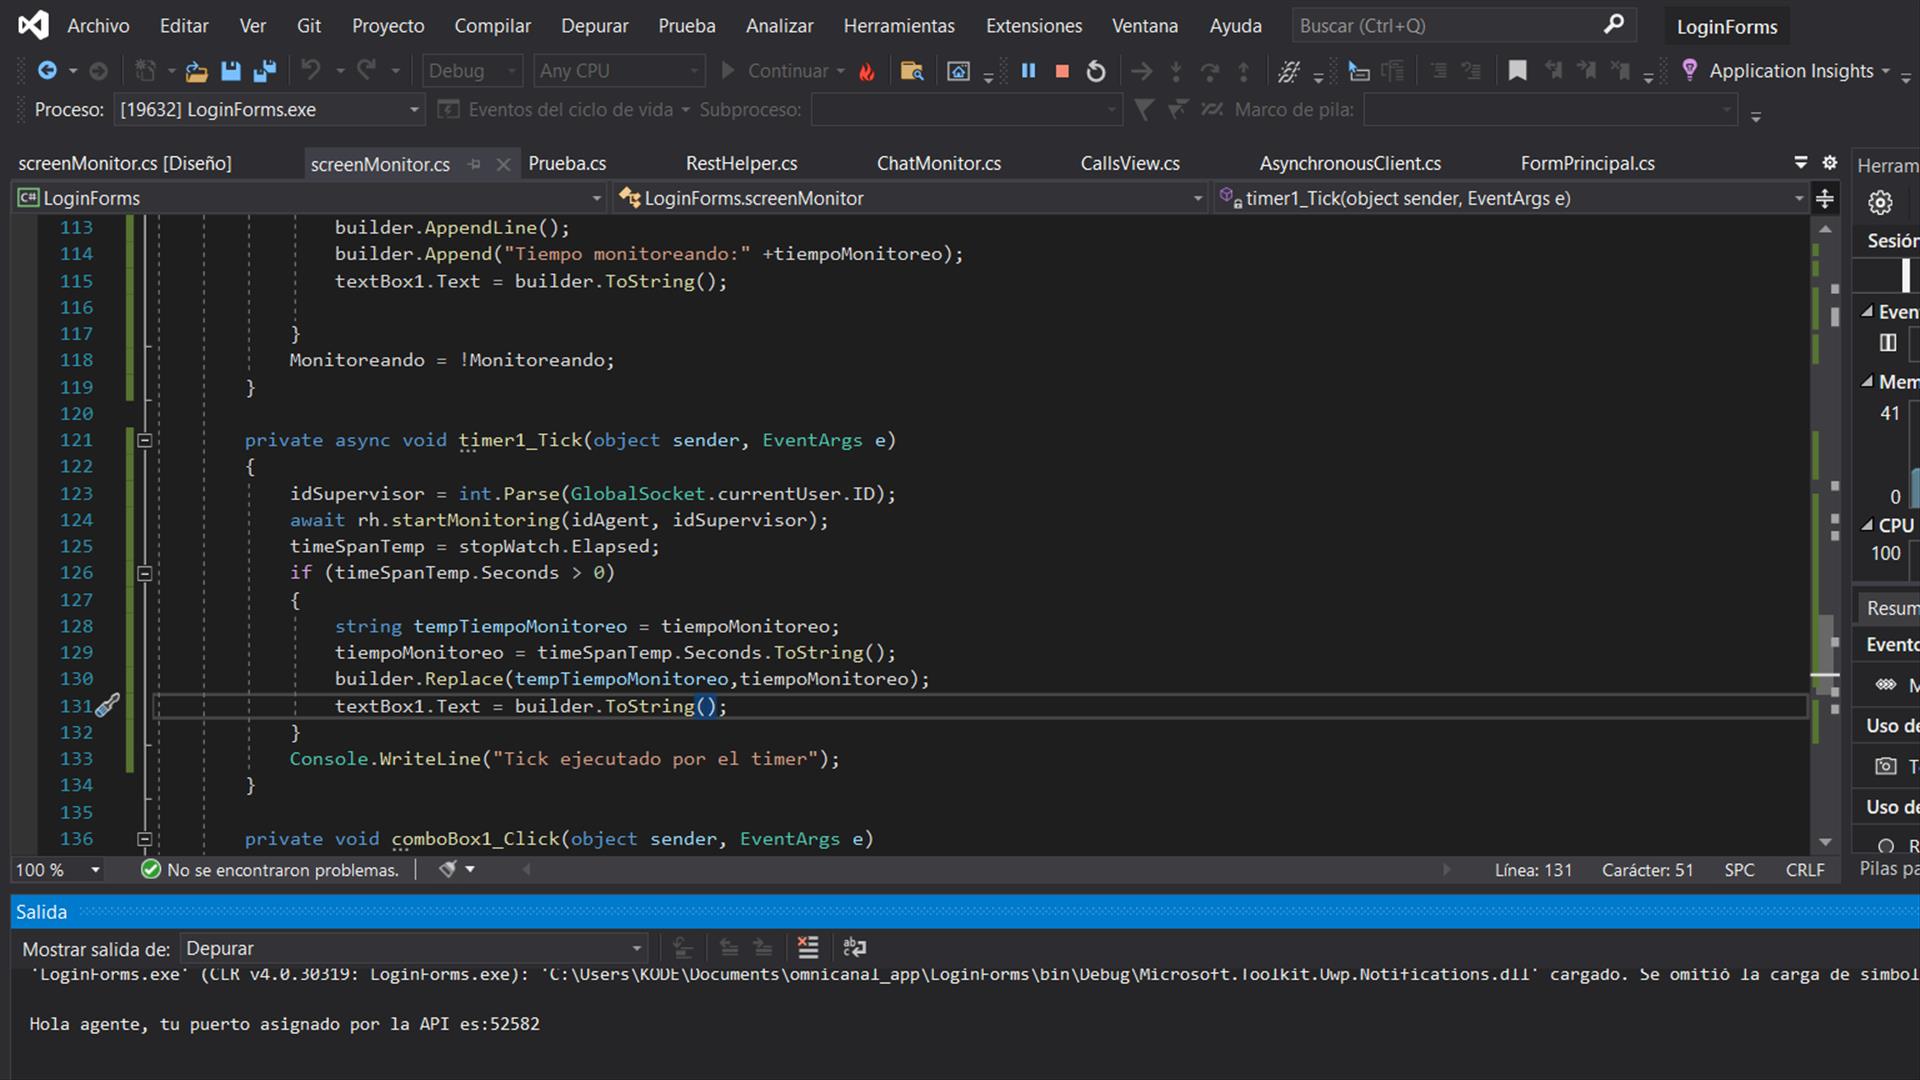 Archivo Editar Ver Git Proyecto Compilar Depurar Prueba Analizar Herramientas Extensiones Ventana Ayuda Buscar (Ctrl+Q) LoginForms
Debug Any CPU Continuar Application Insights
Proceso: [19632] LoginForms.exe Eventos del ciclo de vida Subproceso: Marco de pila:
screenMonitor.cs [Diseño] screenMonitor.cs Prueba.cs RestHelper.cs ChatMonitor.cs CallsView.cs AsynchronousClient.cs FormPrincipal.cs Herram
C# LoginForms LoginForms.screenMonitor timer1_Tick(object sender, EventArgs e)
113 builder.AppendLine();
114 builder.Append("Tiempo monitoreando:" +tiempoMonitoreo);
115 textBox1.Text = builder.ToString();
116
117 }
118 Monitoreando = !Monitoreando;
119 }
120
121 private async void timer1_Tick(object sender, EventArgs e)
122 {
123 idSupervisor = int.Parse(GlobalSocket.currentUser.ID);
124 await rh.startMonitoring(idAgent, idSupervisor);
125 timeSpanTemp = stopWatch.Elapsed;
126 if (timeSpanTemp.Seconds > 0)
127 {
128 string tempTiempoMonitoreo = tiempoMonitoreo;
129 tiempoMonitoreo = timeSpanTemp.Seconds.ToString();
130 builder.Replace(tempTiempoMonitoreo,tiempoMonitoreo);
131 textBox1.Text = builder.ToString();
132 }
133 Console.WriteLine("Tick ejecutado por el timer");
134 }
135
136 private void comboBox1_Click(object sender, EventArgs e)
Sesión
Even
Mem
41
0
CPU
100
Resum
Evento
M
Uso de
T
Uso de
R
Pilas pa
100 % No se encontraron problemas. Línea: 131 Carácter: 51 SPC CRLF
Salida
Mostrar salida de: Depurar
'LoginForms.exe' (CLR v4.0.30319: LoginForms.exe): 'C:\Users\KODE\Documents\omnicanal_app\LoginForms\bin\Debug\Microsoft.Toolkit.Uwp.Notifications.dll' cargado. Se omitió la carga de símbol
Hola agente, tu puerto asignado por la API es:52582